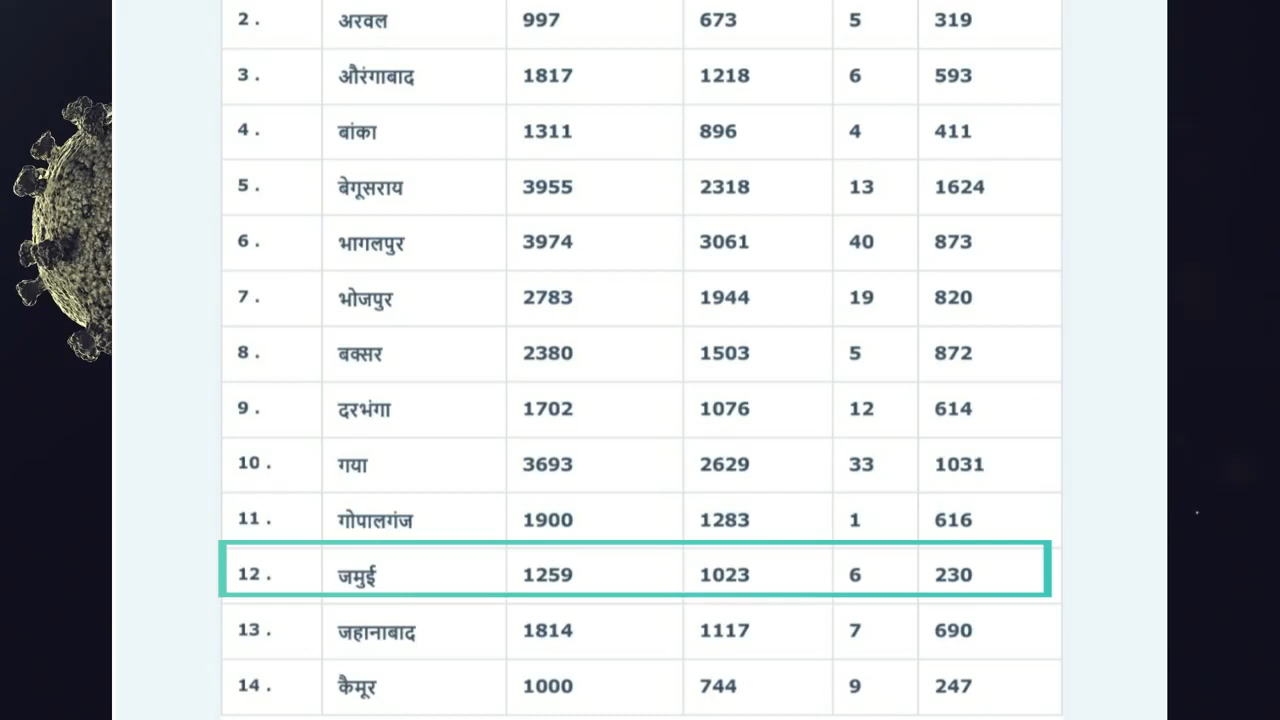 2 . अरवल 997 673 5 319
3 . औरंगाबाद 1817 1218 6 593
4 . बांका 1311 896 4 411
5 . बेगूसराय 3955 2318 13 1624
6 . भागलपुर 3974 3061 40 873
7 . भोजपुर 2783 1944 19 820
8 . बक्सर 2380 1503 5 872
9 . दरभंगा 1702 1076 12 614
10 . गया 3693 2629 33 1031
11 . गोपालगंज 1900 1283 1 616
12 . जमुई 1259 1023 6 230
13 . जहानाबाद 1814 1117 7 690
14 . कैमूर 1000 744 9 247